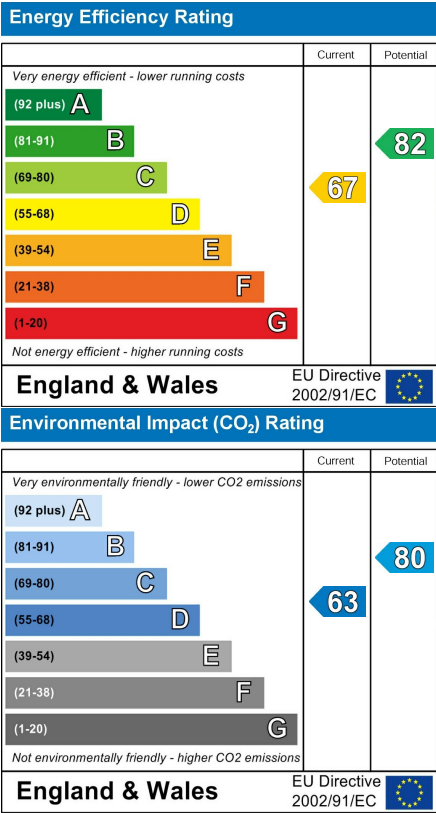 Energy Efficiency Rating
Current Potential
Very energy efficient - lower running costs
(92 plus) A
(81-91) B
82
(69-80) C
67
(55-68) D
(39-54) E
(21-38) F
(1-20) G
Not energy efficient - higher running costs
England & Wales
EU Directive
2002/91/EC
Environmental Impact (CO₂) Rating
Current Potential
Very environmentally friendly - lower CO2 emissions
(92 plus) A
(81-91) B
80
(69-80) C
63
(55-68) D
(39-54) E
(21-38) F
(1-20) G
Not environmentally friendly - higher CO2 emissions
England & Wales
EU Directive
2002/91/EC